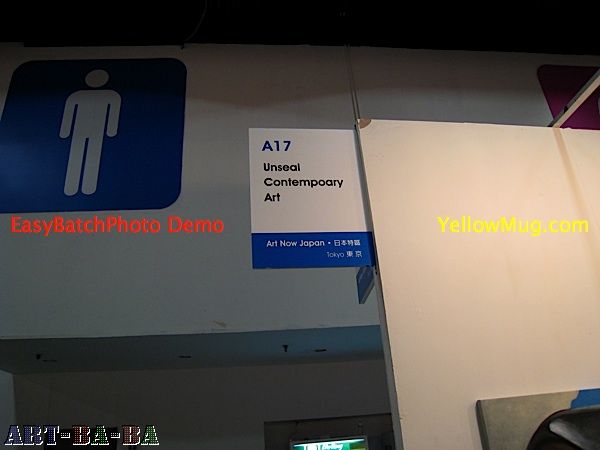 A17
Unseal
Contempoary
Art
EasyBatchPhoto Demo
YellowMug.com
Art Now Japan • 日本特區
Tokyo 東京
ART-BA-BA